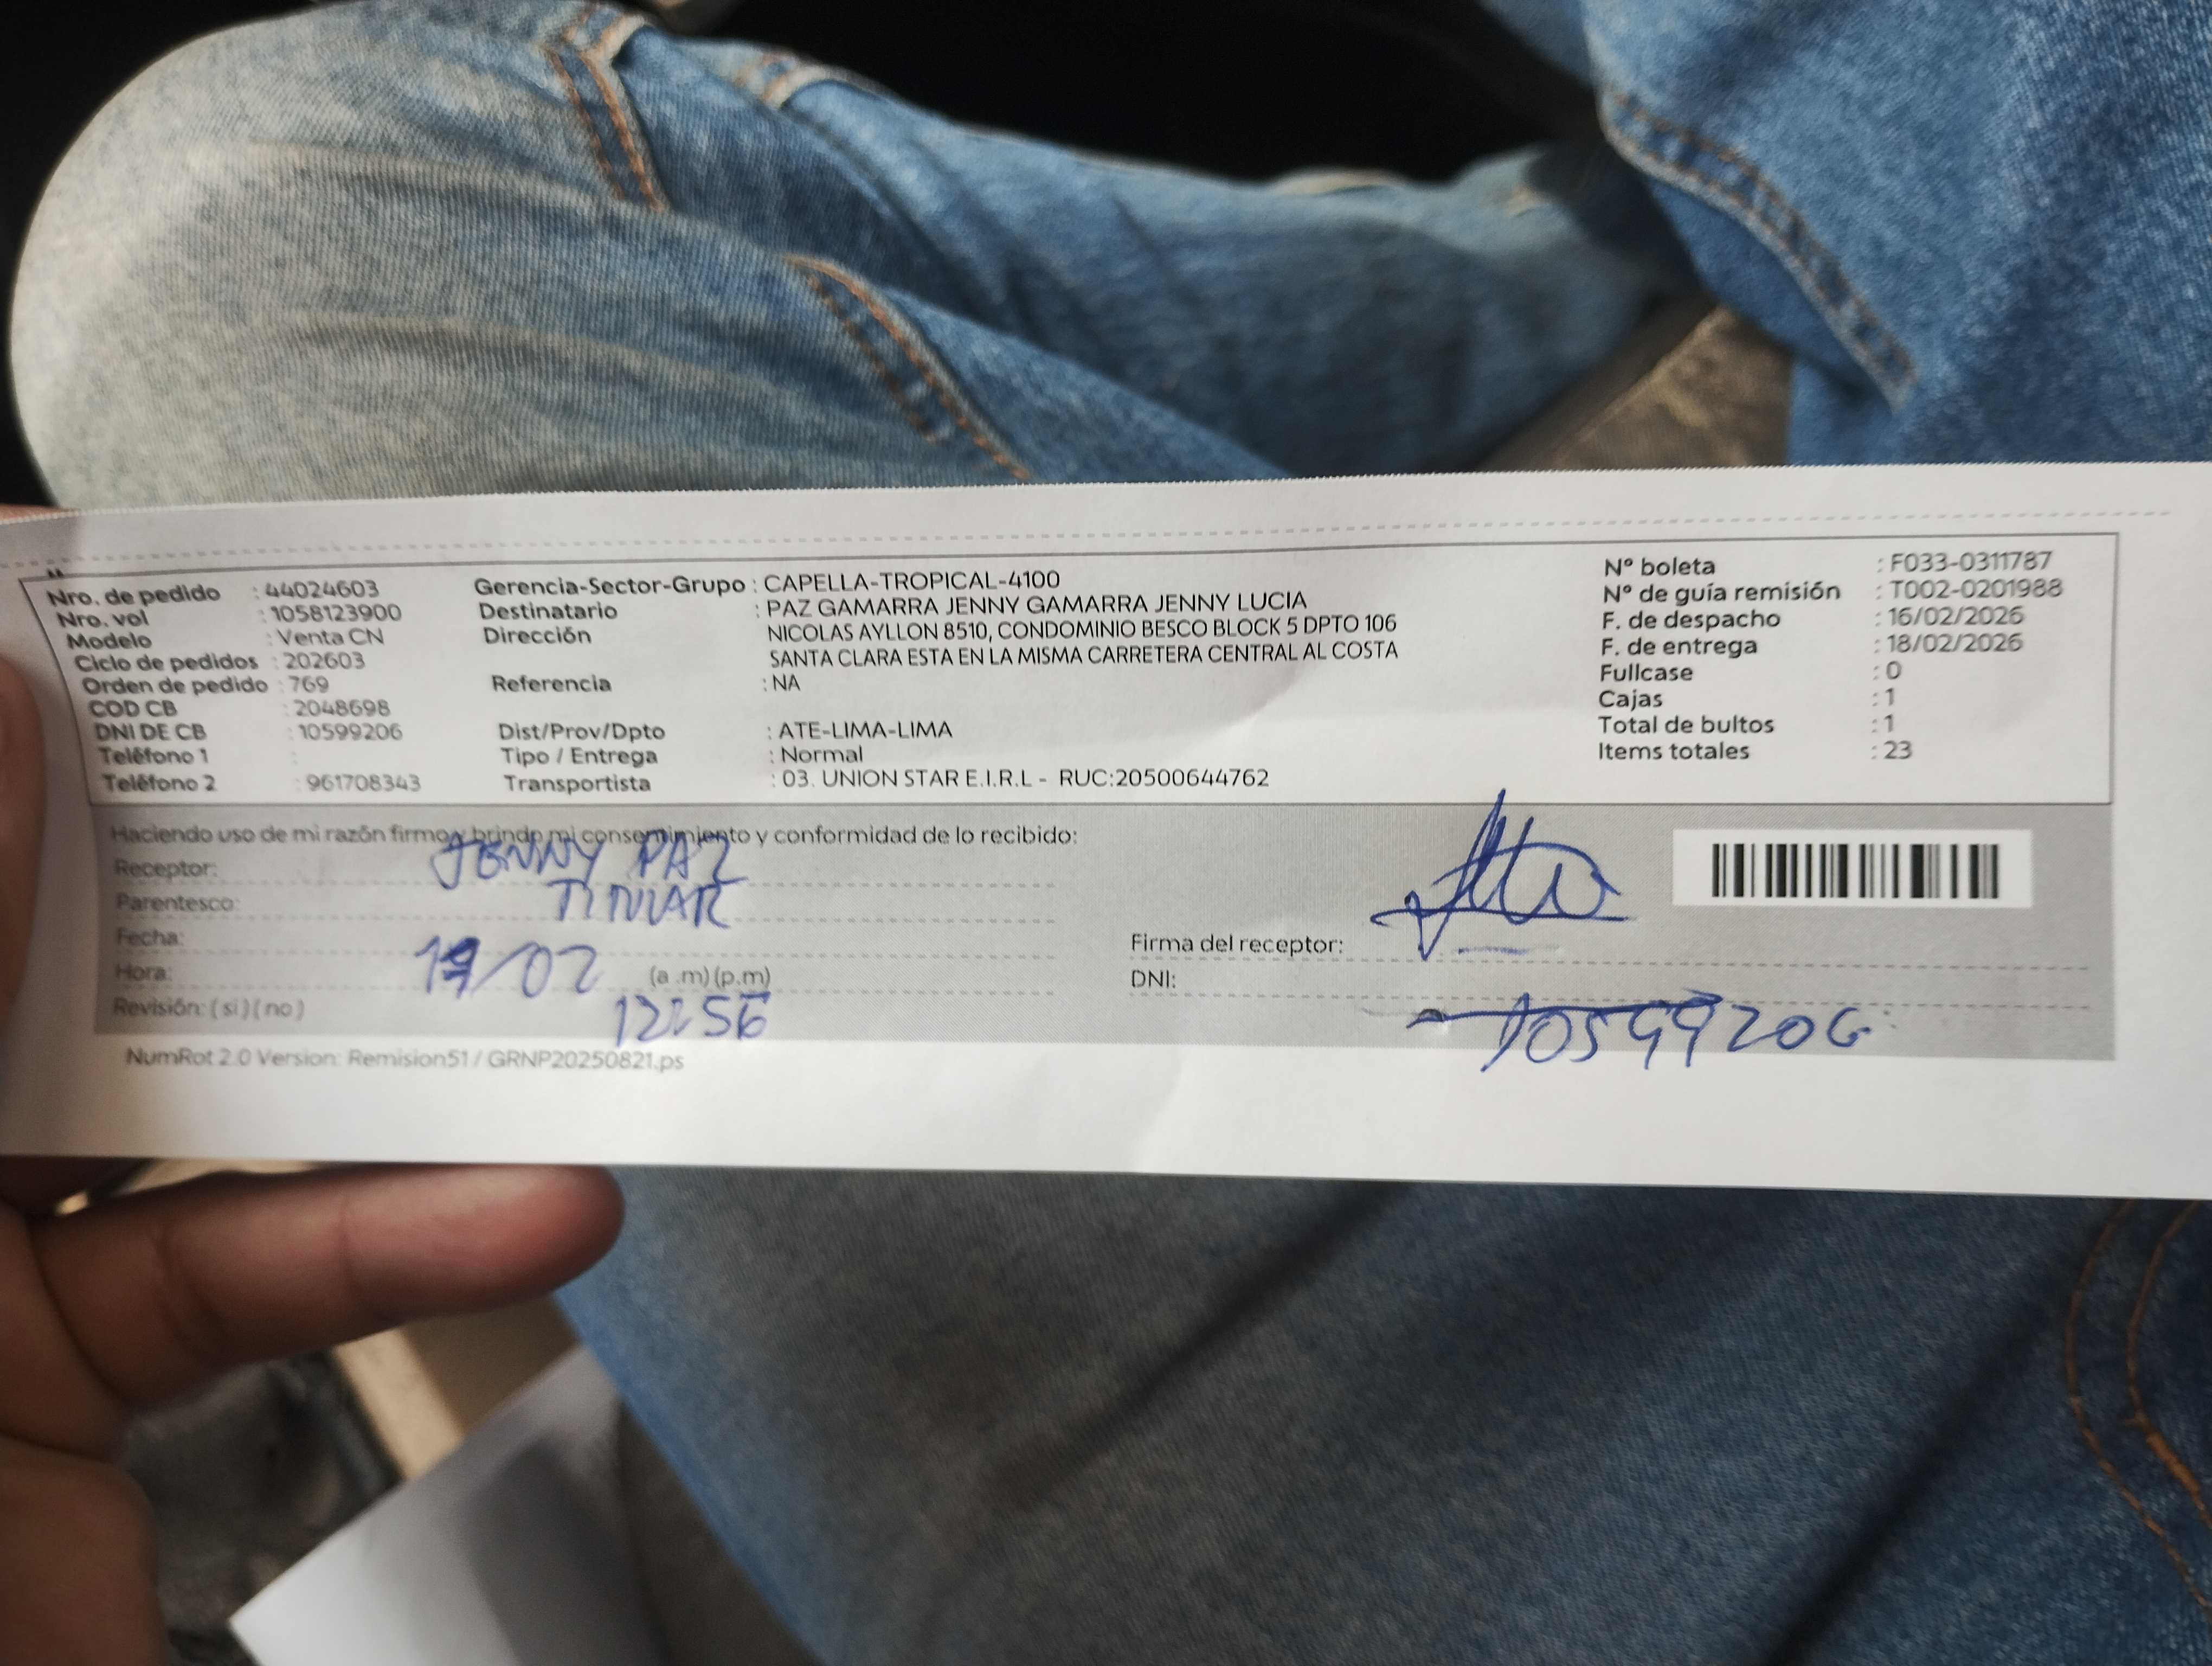 Nro. de pedido : 44024603
Nro. vol : 1058123900
Modelo : Venta CN
Ciclo de pedidos : 202603
Orden de pedido : 769
COD CB : 2048698
DNI DE CB : 10599206
Teléfono 1 :
Teléfono 2 : 961708343
Gerencia-Sector-Grupo : CAPELLA-TROPICAL-4100
Destinatario : PAZ GAMARRA JENNY GAMARRA JENNY LUCIA
Dirección NICOLAS AYLLON 8510, CONDOMINIO BESCO BLOCK 5 DPTO 106
SANTA CLARA ESTA EN LA MISMA CARRETERA CENTRAL AL COSTA
Referencia : NA
Dist/Prov/Dpto : ATE-LIMA-LIMA
Tipo / Entrega : Normal
Transportista : 03. UNION STAR E.I.R.L - RUC:20500644762
Nº boleta : F033-0311787
Nº de guía remisión : T002-0201988
F. de despacho : 16/02/2026
F. de entrega : 18/02/2026
Fullcase : 0
Cajas : 1
Total de bultos : 1
Items totales : 23
Haciendo uso de mi razón firmo y brindo mi consentimiento y conformidad de lo recibido:
Receptor: JENNY PAZ
Parentesco: TITULAR
Fecha:
Hora: (a .m) (p.m)
12:56
Revisión: ( si ) ( no )
Firma del receptor:
DNI: 10599206
NumRot 2.0 Version: Remision51 / GRNP20250821.ps